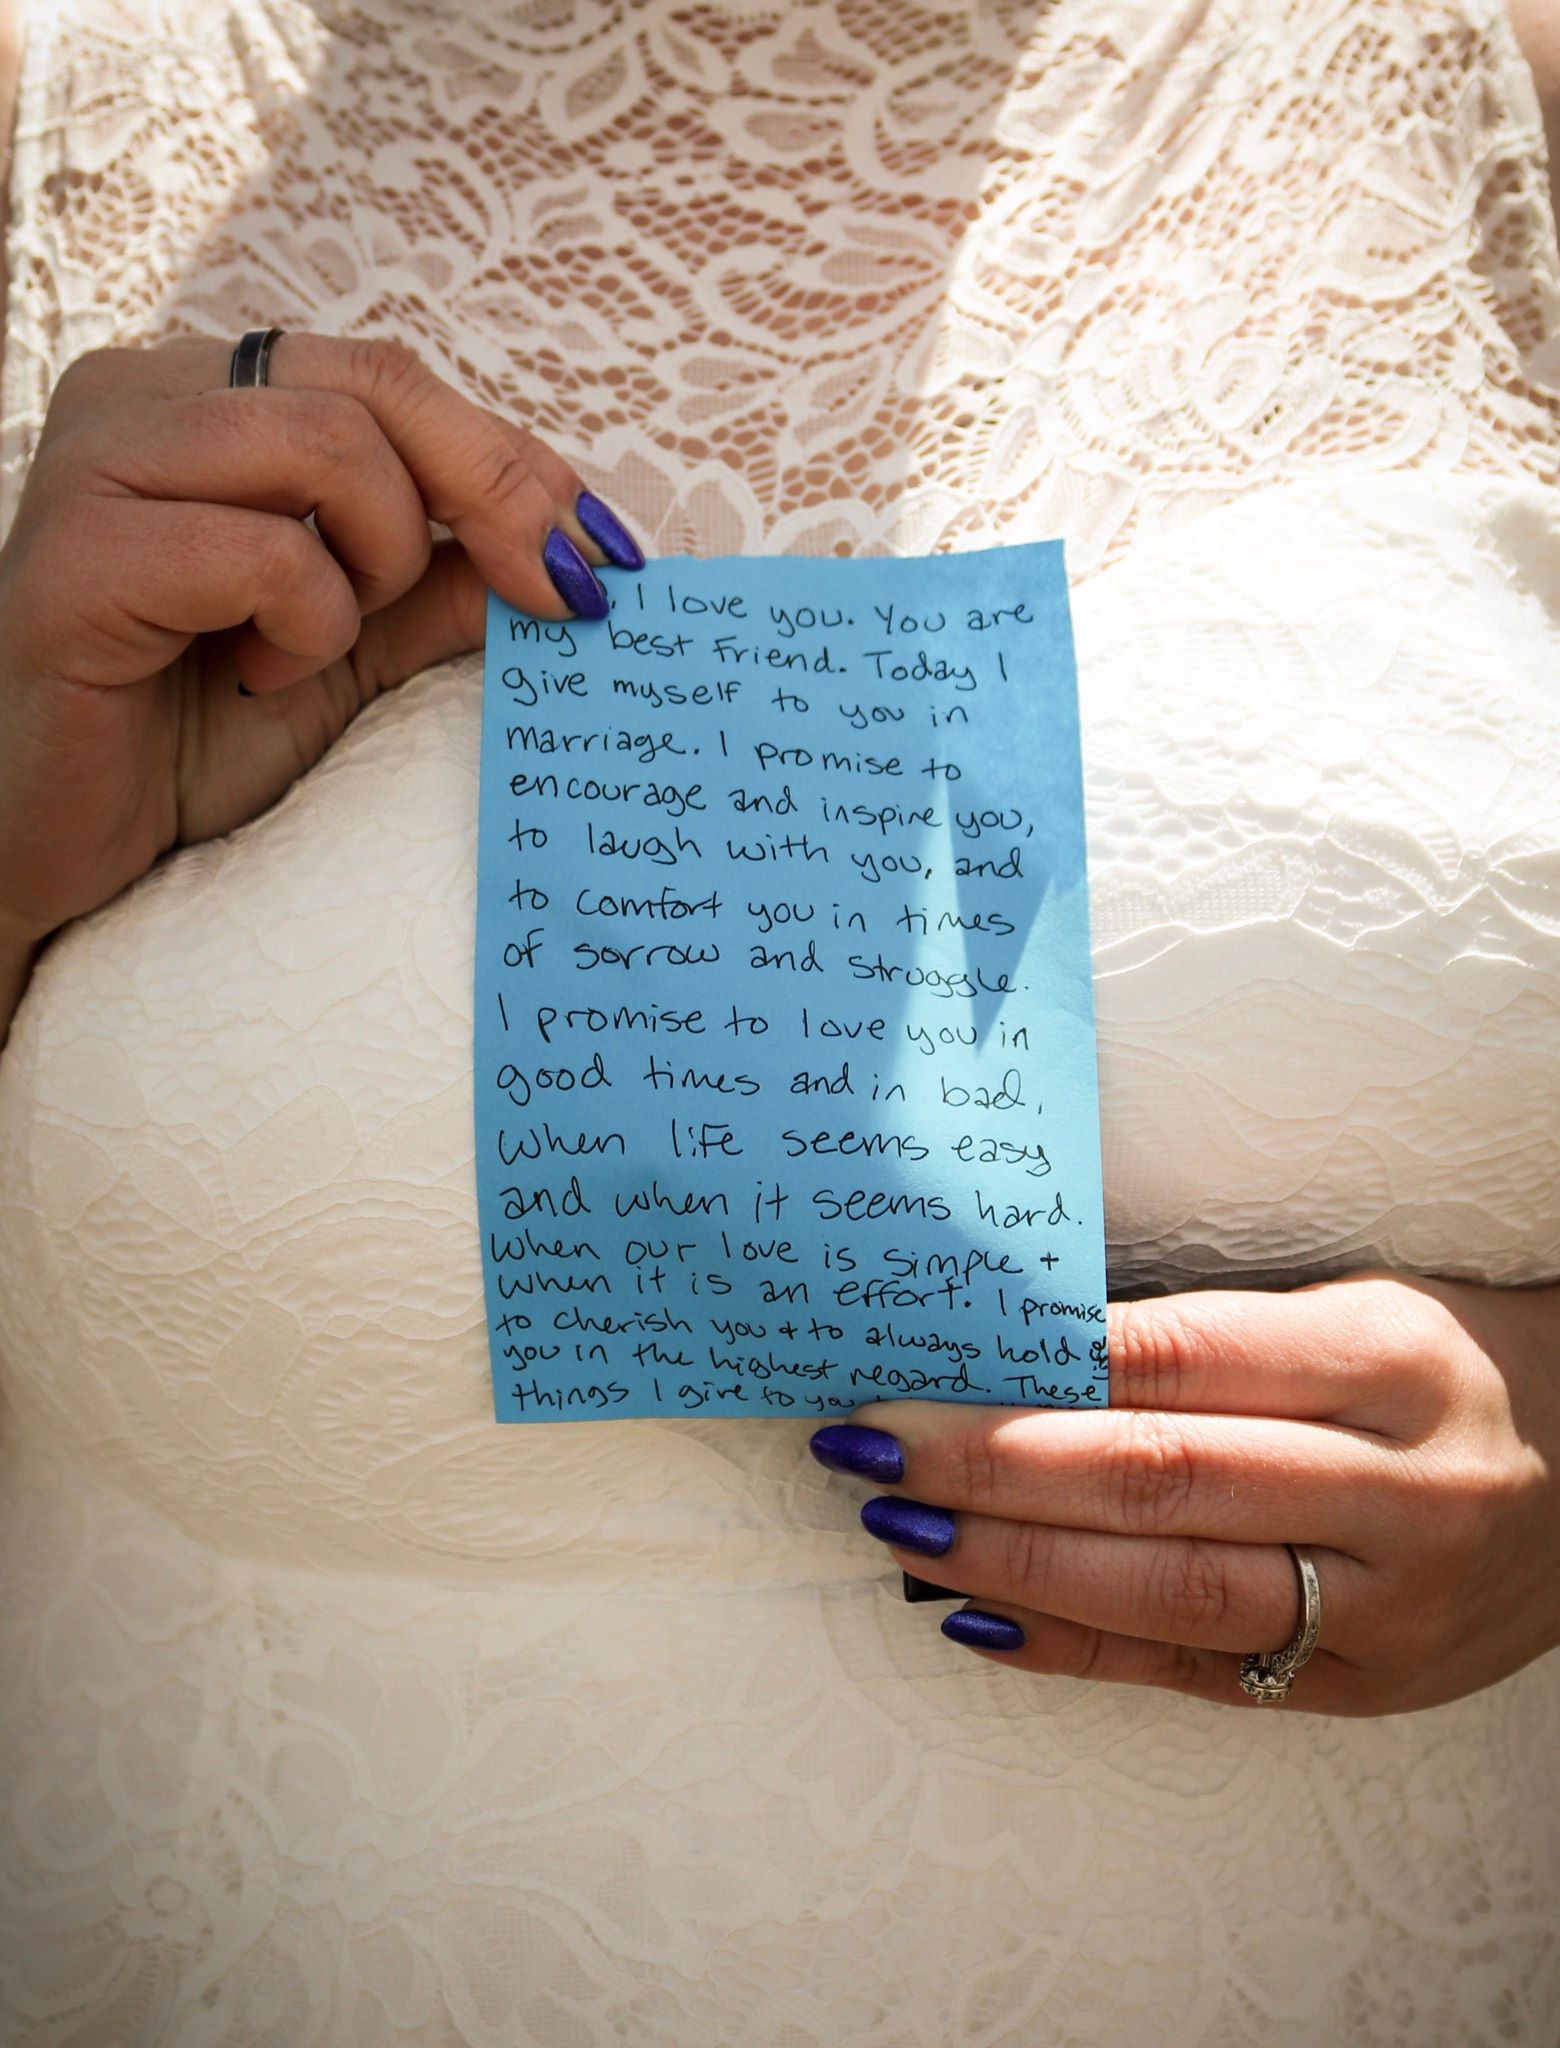 , I love you. You are
my best friend. Today I
give myself to you in
marriage. I promise to
encourage and inspire you,
to laugh with you, and
to comfort you in times
of sorrow and struggle.
I promise to love you in
good times and in bad,
when life seems easy
and when it seems hard.
When our love is simple +
when it is an effort. I promise
to cherish you + to always hold
you in the highest regard. These
things I give to you